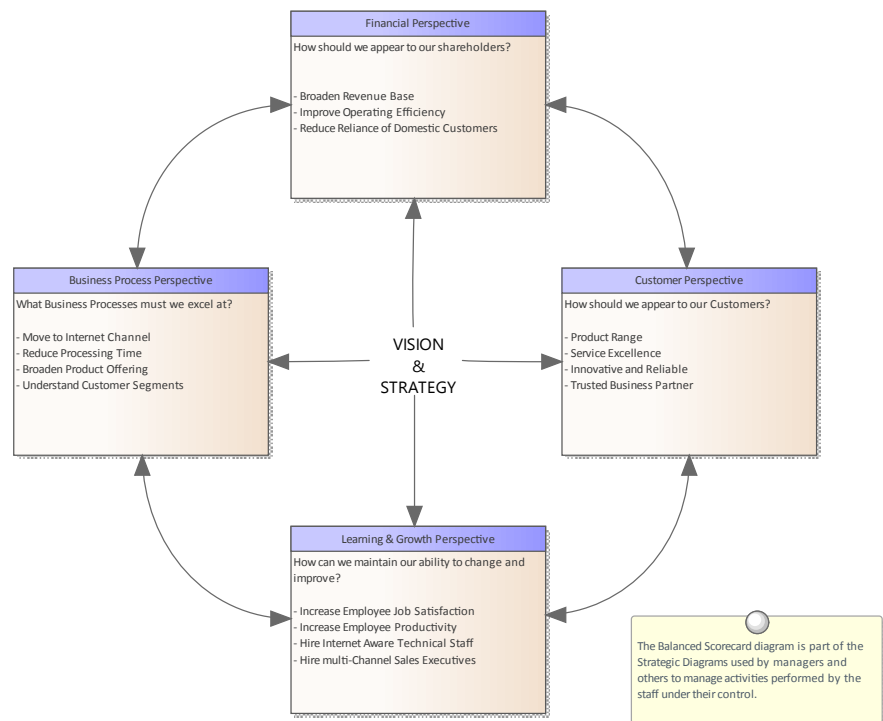 Financial Perspective
How should we appear to our shareholders?
- Broaden Revenue Base
- Improve Operating Efficiency
- Reduce Reliance of Domestic Customers
Business Process Perspective
What Business Processes must we excel at?
- Move to Internet Channel
- Reduce Processing Time
- Broaden Product Offering
- Understand Customer Segments
VISION
&
STRATEGY
Customer Perspective
How should we appear to our Customers?
- Product Range
- Service Excellence
- Innovative and Reliable
- Trusted Business Partner
Learning & Growth Perspective
How can we maintain our ability to change and
improve?
- Increase Employee Job Satisfaction
- Increase Employee Productivity
- Hire Internet Aware Technical Staff
- Hire multi-Channel Sales Executives
The Balanced Scorecard diagram is part of the
Strategic Diagrams used by managers and
others to manage activities performed by the
staff under their control.